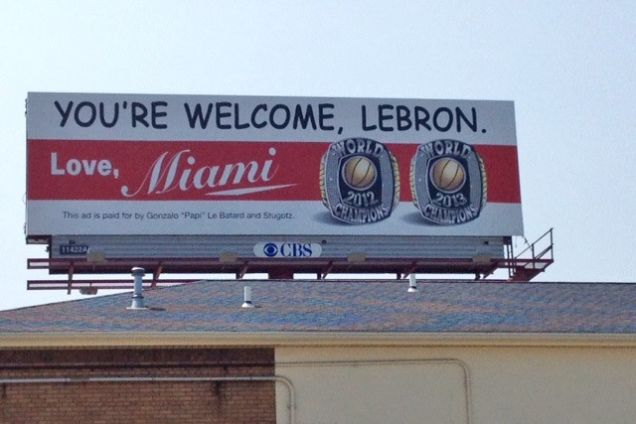 YOU'RE WELCOME, LEBRON.
Love, Miami
WORLD
2012
CHAMPIONS
WORLD
2013
CHAMPIONS
This ad is paid for by Gonzalo "Papi" Le Batard and Stugotz.
CBS